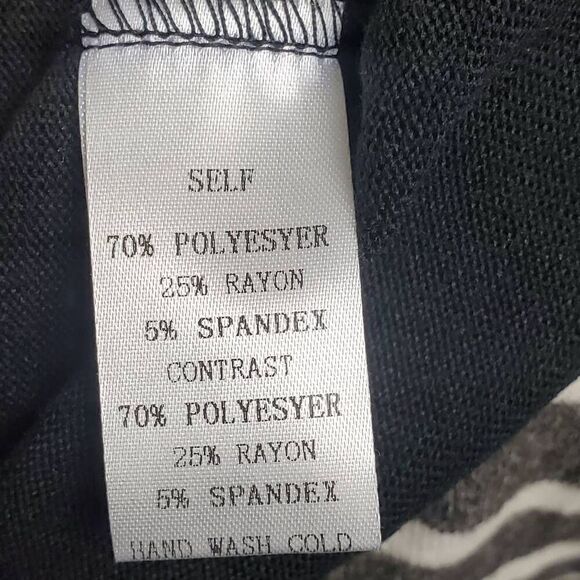 SELF
70% POLYESYER
25% RAYON
5% SPANDEX
CONTRAST
70% POLYESYER
25% RAYON
5% SPANDEX
HAND WASH COLD